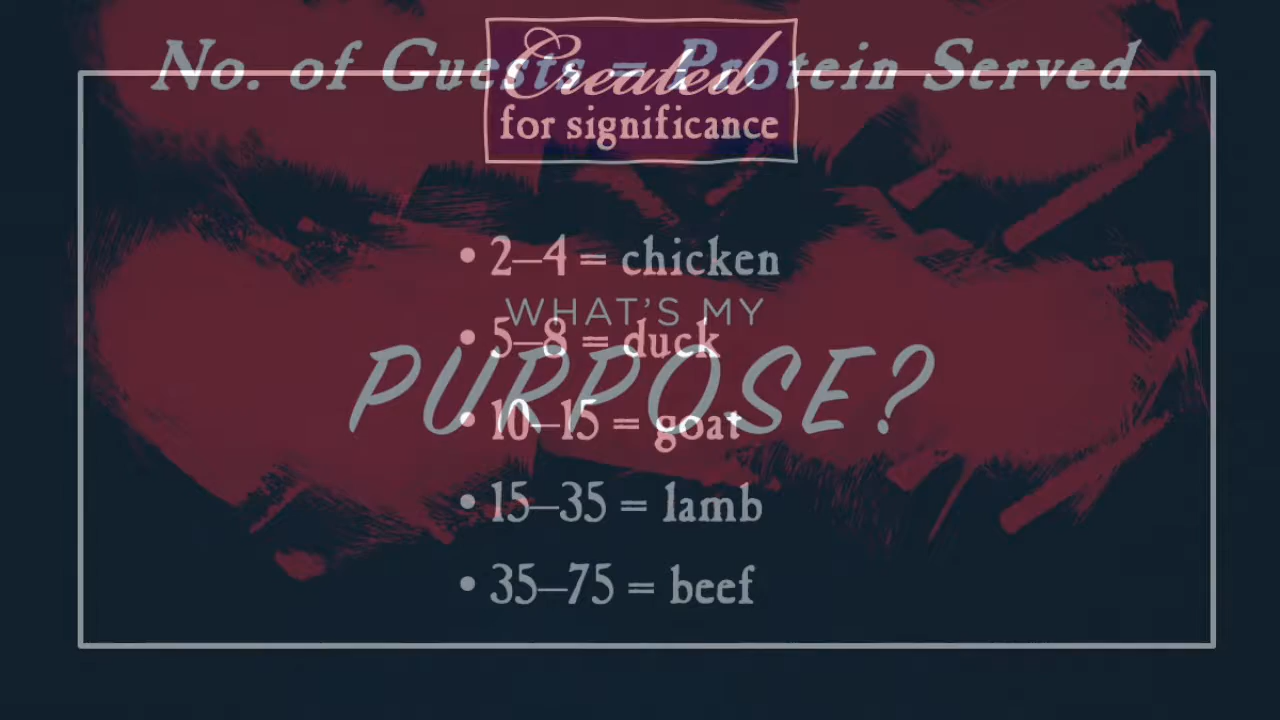 No. of Guests = Protein Served
Created
for significance
• 2–4 = chicken
WHAT'S MY
• 5–8 = duck
PURPOSE?
• 10–15 = goat
• 15–35 = lamb
• 35–75 = beef